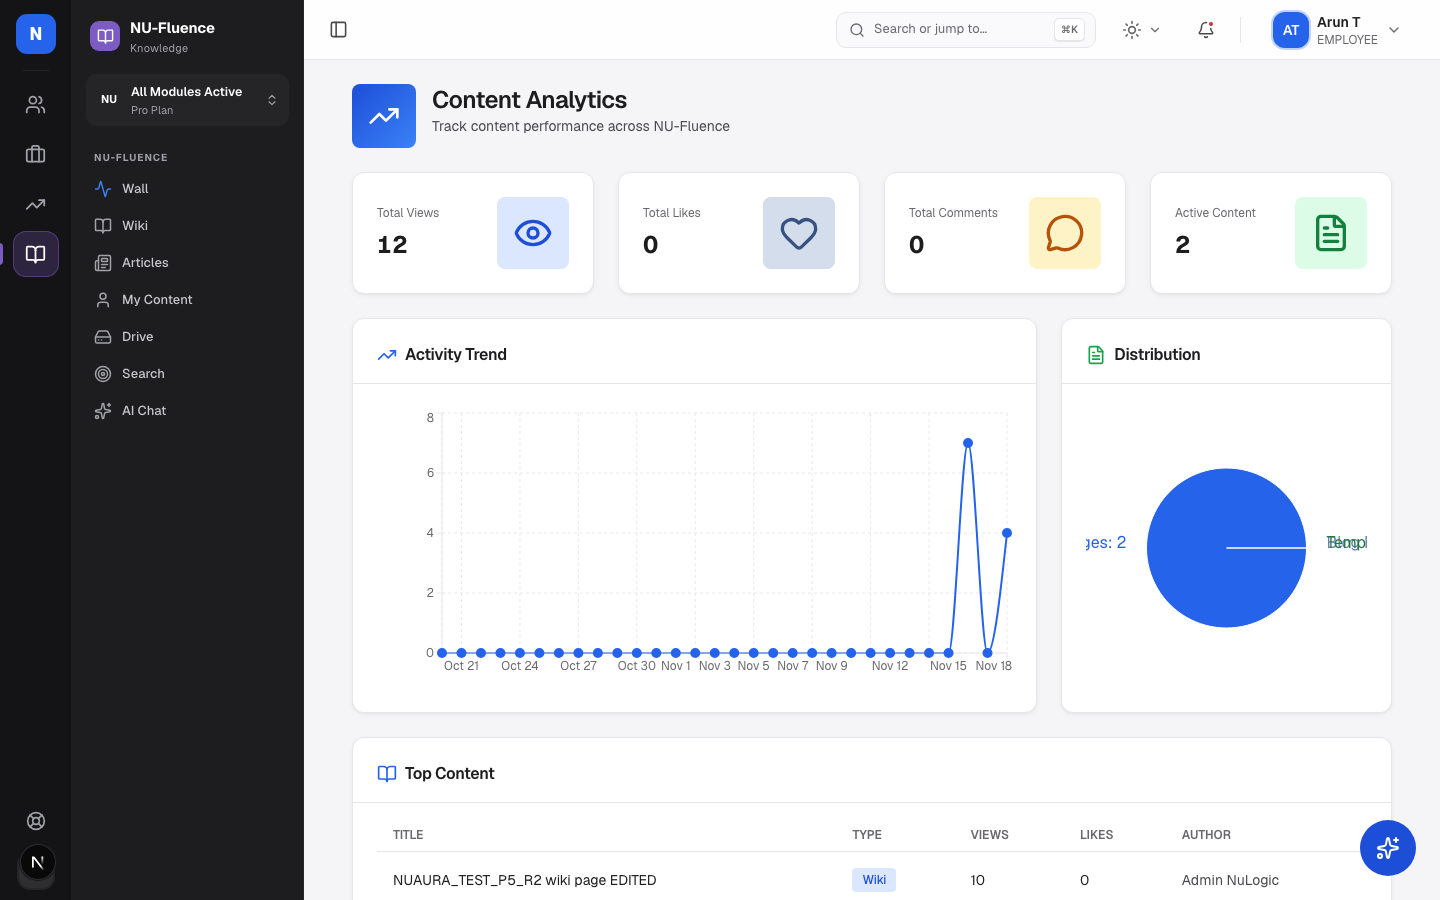 N
NU-Fluence
Knowledge
NU
All Modules Active
Pro Plan
NU-FLUENCE
Wall
Wiki
Articles
My Content
Drive
Search
AI Chat
N
Search or jump to...
⌘K
AT
Arun T
EMPLOYEE
Content Analytics
Track content performance across NU-Fluence
Total Views
12
Total Likes
0
Total Comments
0
Active Content
2
Activity Trend
8
6
4
2
0
Oct 21 Oct 24 Oct 27 Oct 30 Nov 1 Nov 3 Nov 5 Nov 7 Nov 9 Nov 12 Nov 15 Nov 18
Distribution
ges: 2
Top Content
TITLE TYPE VIEWS LIKES AUTHOR
NUAURA_TEST_P5_R2 wiki page EDITED Wiki 10 0 Admin NuLogic